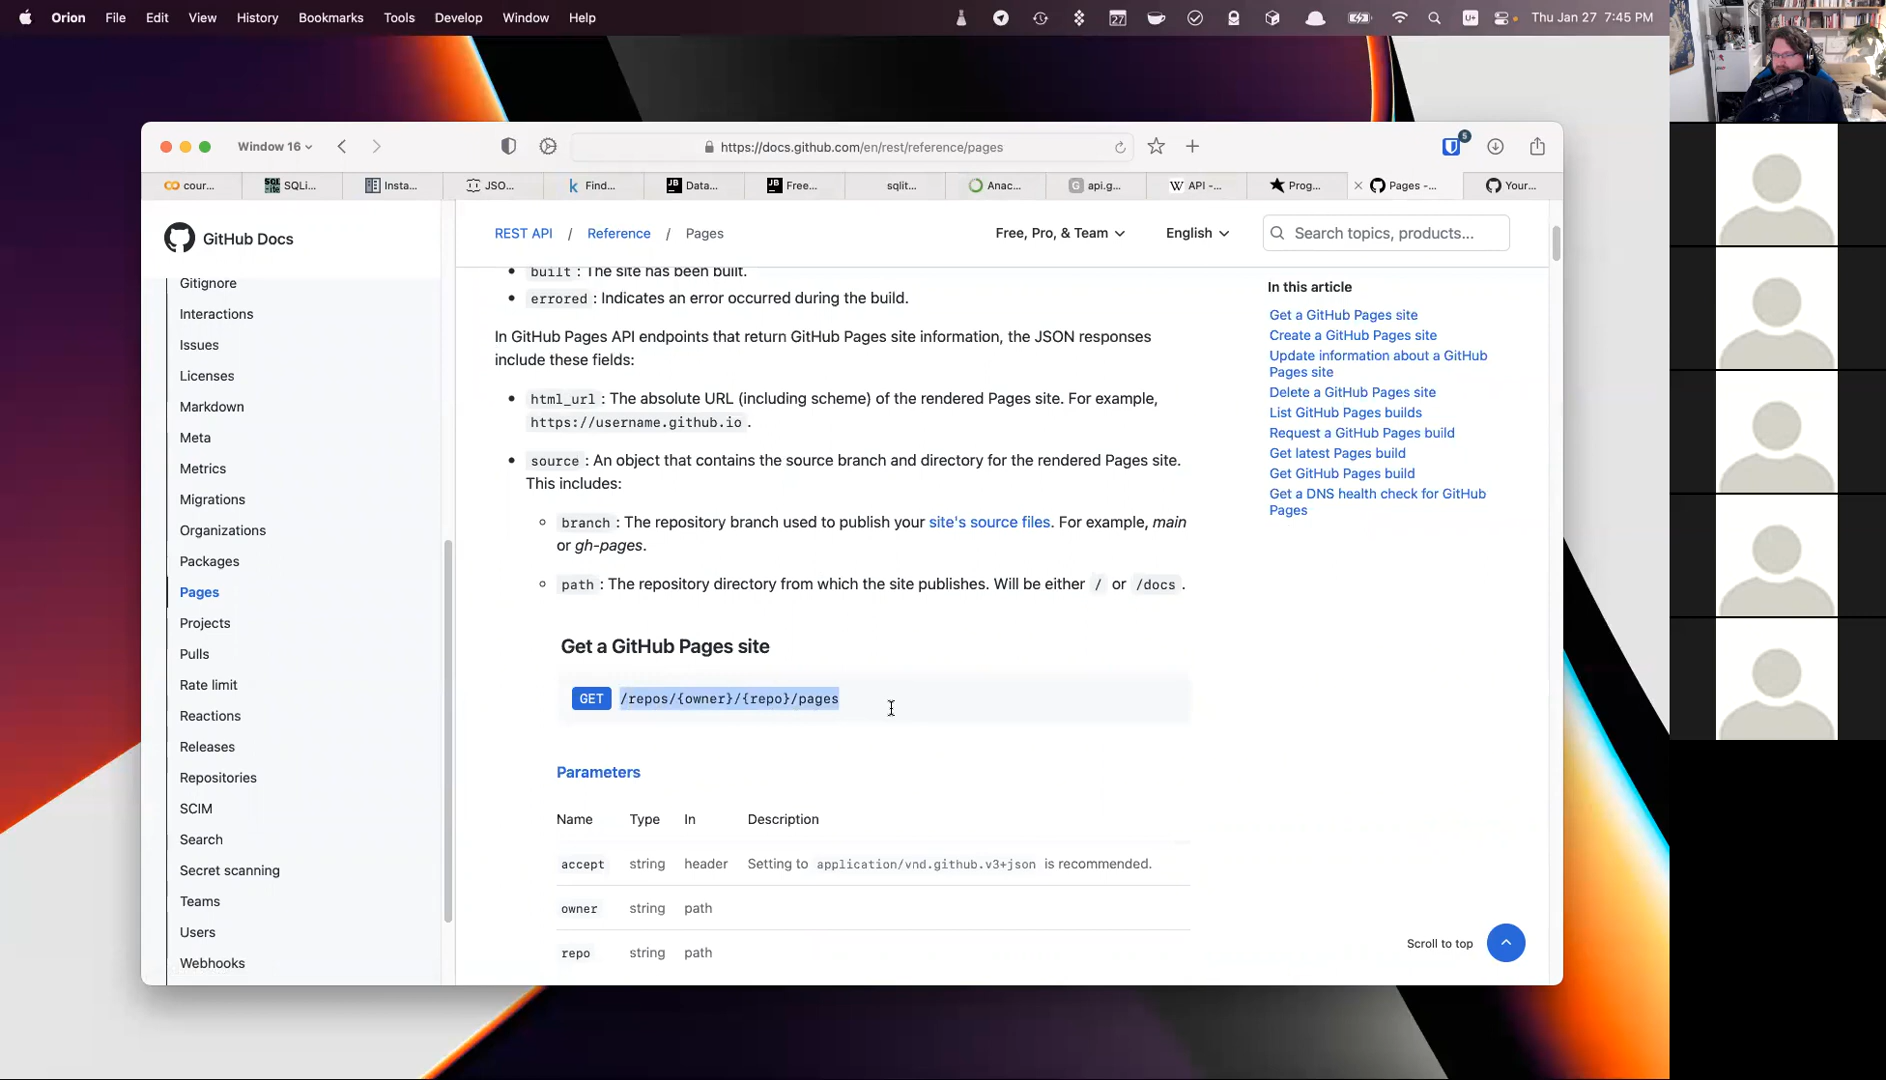 Orion File Edit View History Bookmarks Tools Develop Window Help 27 U+ Thu Jan 27 7:45 PM
Window 16 https://docs.github.com/en/rest/reference/pages 5
cour... SQLi... Insta... JSO... Find... Data... Free... sqlit... Anac... api.g... API -... Prog... Pages -... Your...
GitHub Docs
REST API / Reference / Pages Free, Pro, & Team English Search topics, products...
Gitignore
Interactions
Issues
Licenses
Markdown
Meta
Metrics
Migrations
Organizations
Packages
Pages
Projects
Pulls
Rate limit
Reactions
Releases
Repositories
SCIM
Search
Secret scanning
Teams
Users
Webhooks
built : The site has been built.
errored : Indicates an error occurred during the build.
In GitHub Pages API endpoints that return GitHub Pages site information, the JSON responses
include these fields:
html_url : The absolute URL (including scheme) of the rendered Pages site. For example,
https://username.github.io .
source : An object that contains the source branch and directory for the rendered Pages site.
This includes:
branch : The repository branch used to publish your site's source files. For example, main
or gh-pages.
path : The repository directory from which the site publishes. Will be either / or /docs .
Get a GitHub Pages site
GET /repos/{owner}/{repo}/pages
Parameters
Name Type In Description
accept string header Setting to application/vnd.github.v3+json is recommended.
owner string path
repo string path
In this article
Get a GitHub Pages site
Create a GitHub Pages site
Update information about a GitHub
Pages site
Delete a GitHub Pages site
List GitHub Pages builds
Request a GitHub Pages build
Get latest Pages build
Get GitHub Pages build
Get a DNS health check for GitHub
Pages
Scroll to top